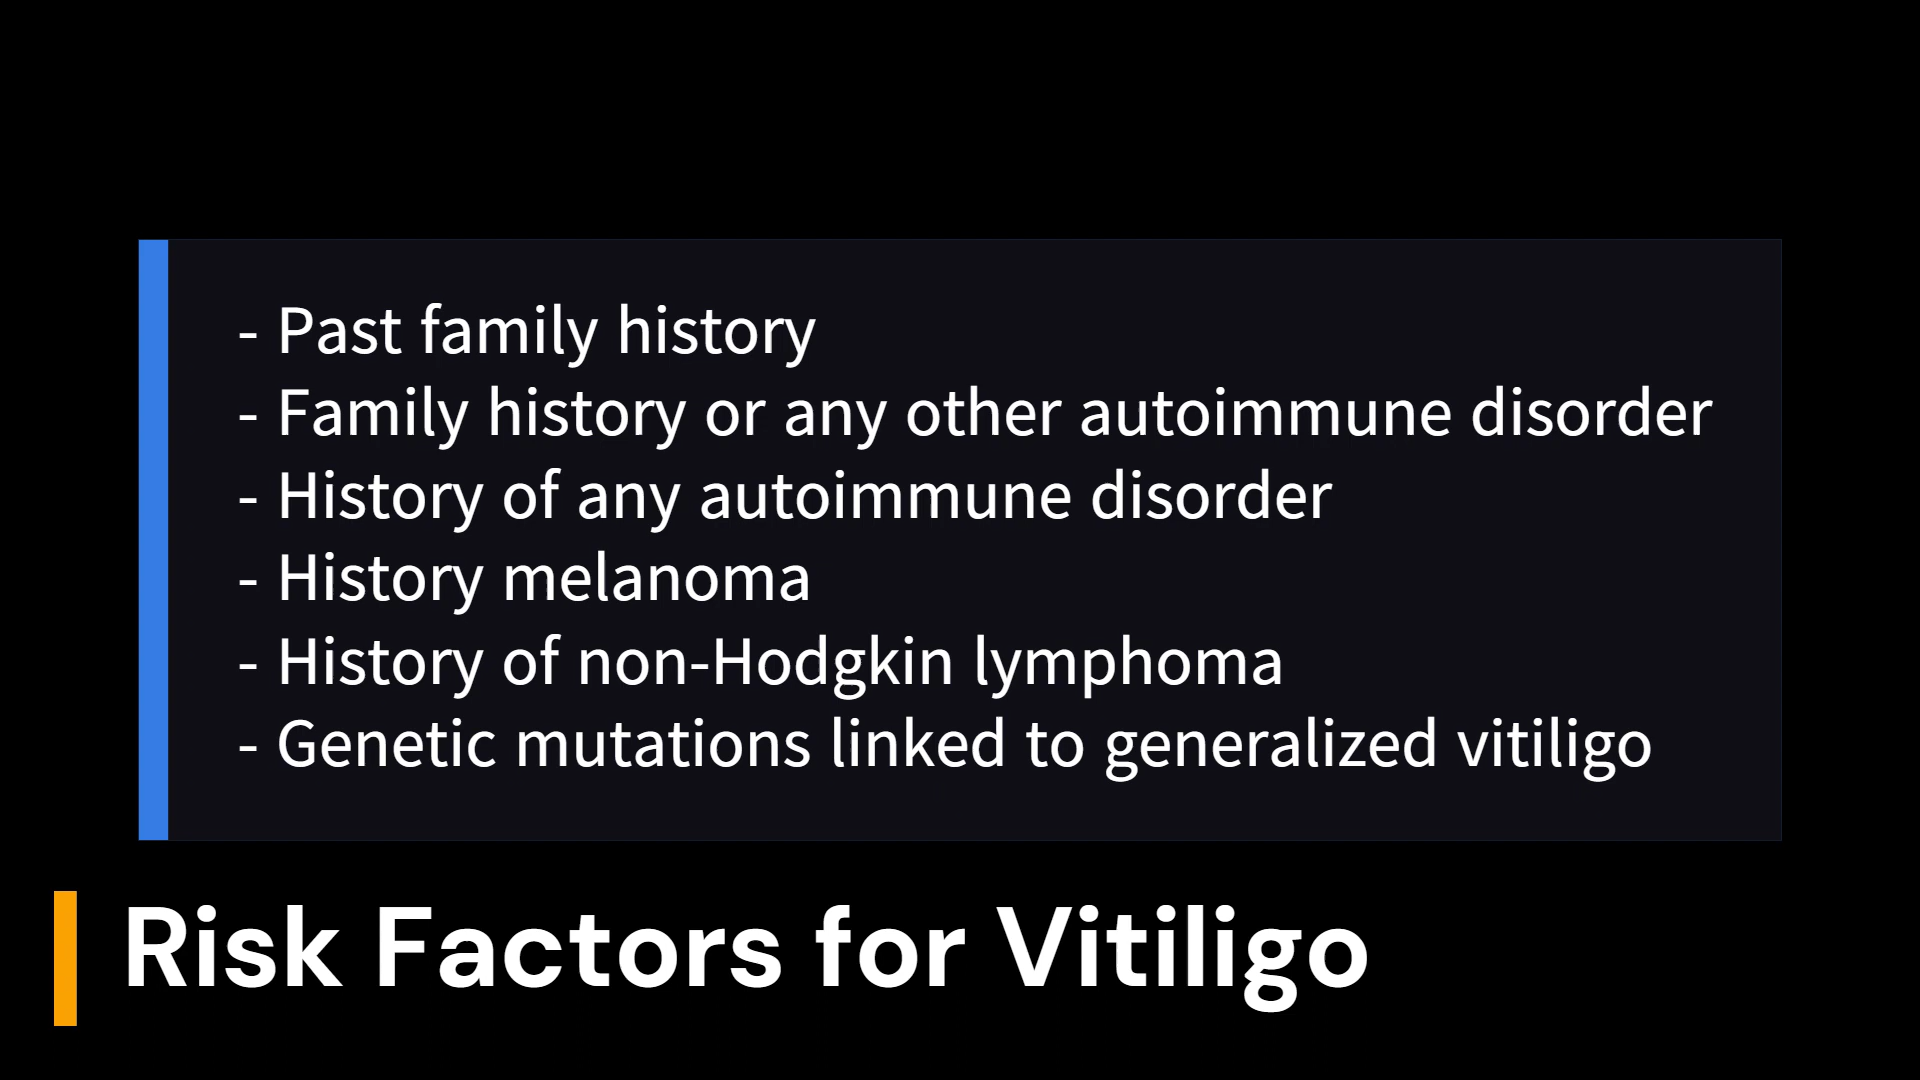 - Past family history
- Family history or any other autoimmune disorder
- History of any autoimmune disorder
- History melanoma
- History of non-Hodgkin lymphoma
- Genetic mutations linked to generalized vitiligo
Risk Factors for Vitiligo